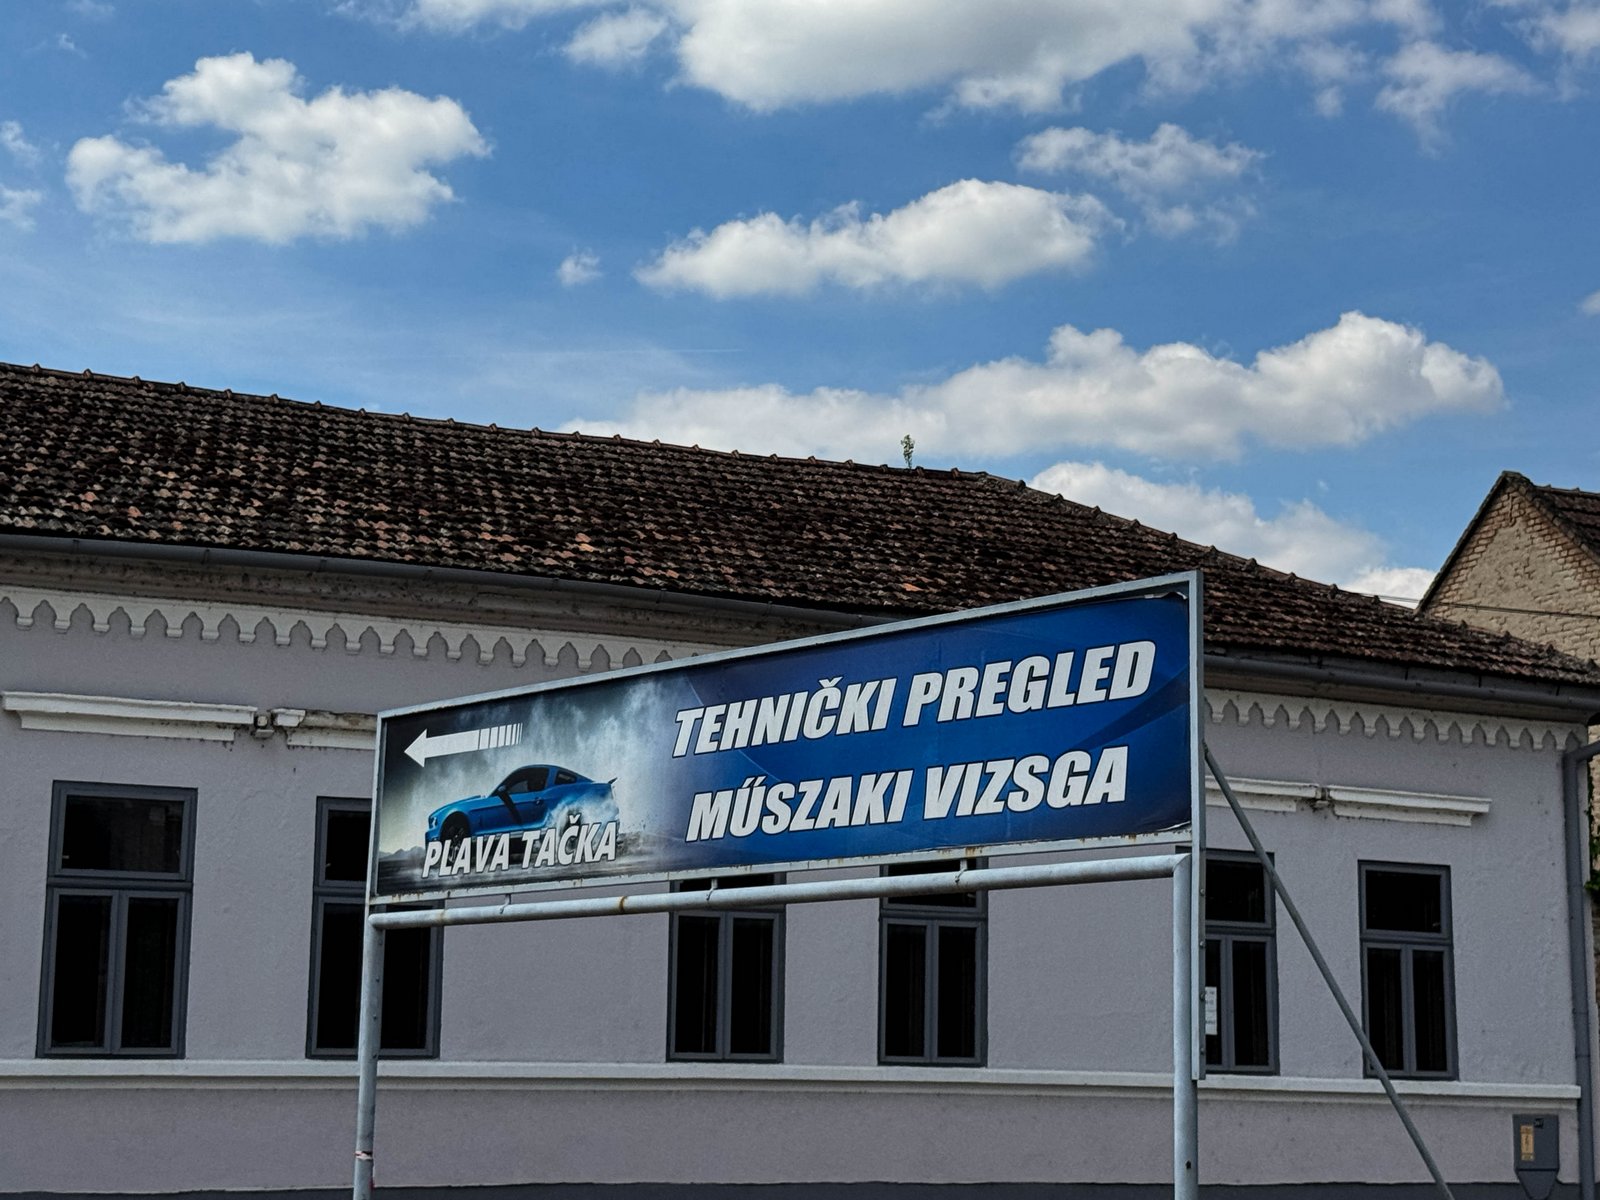 TEHNIČKI PREGLED
MŰSZAKI VIZSGA
PLAVA TAČKA